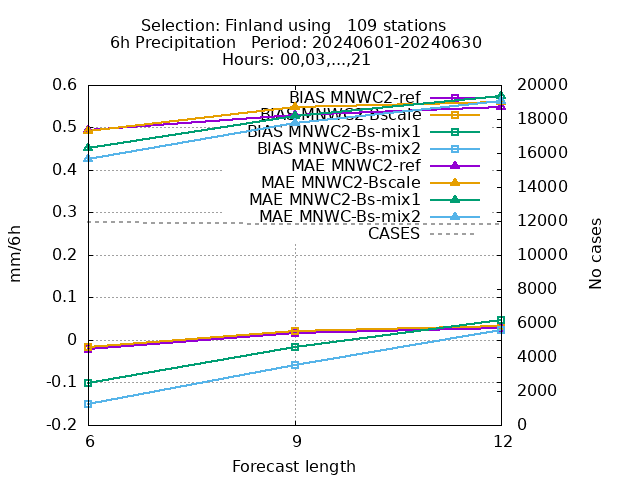 Selection: Finland using   109 stations
6h Precipitation   Period: 20240601-20240630
Hours: 00,03,...,21
0.6
0.5
0.4
0.3
0.2
0.1
0
-0.1
-0.2
mm/6h
BIAS MNWC2-ref
BIAS MNWC2-Bscale
BIAS MNWC2-Bs-mix1
BIAS MNWC-Bs-mix2
MAE MNWC2-ref
MAE MNWC2-Bscale
MAE MNWC2-Bs-mix1
MAE MNWC-Bs-mix2
CASES
20000
18000
16000
14000
12000
10000
8000
6000
4000
2000
0
No cases
6
9
12
Forecast length